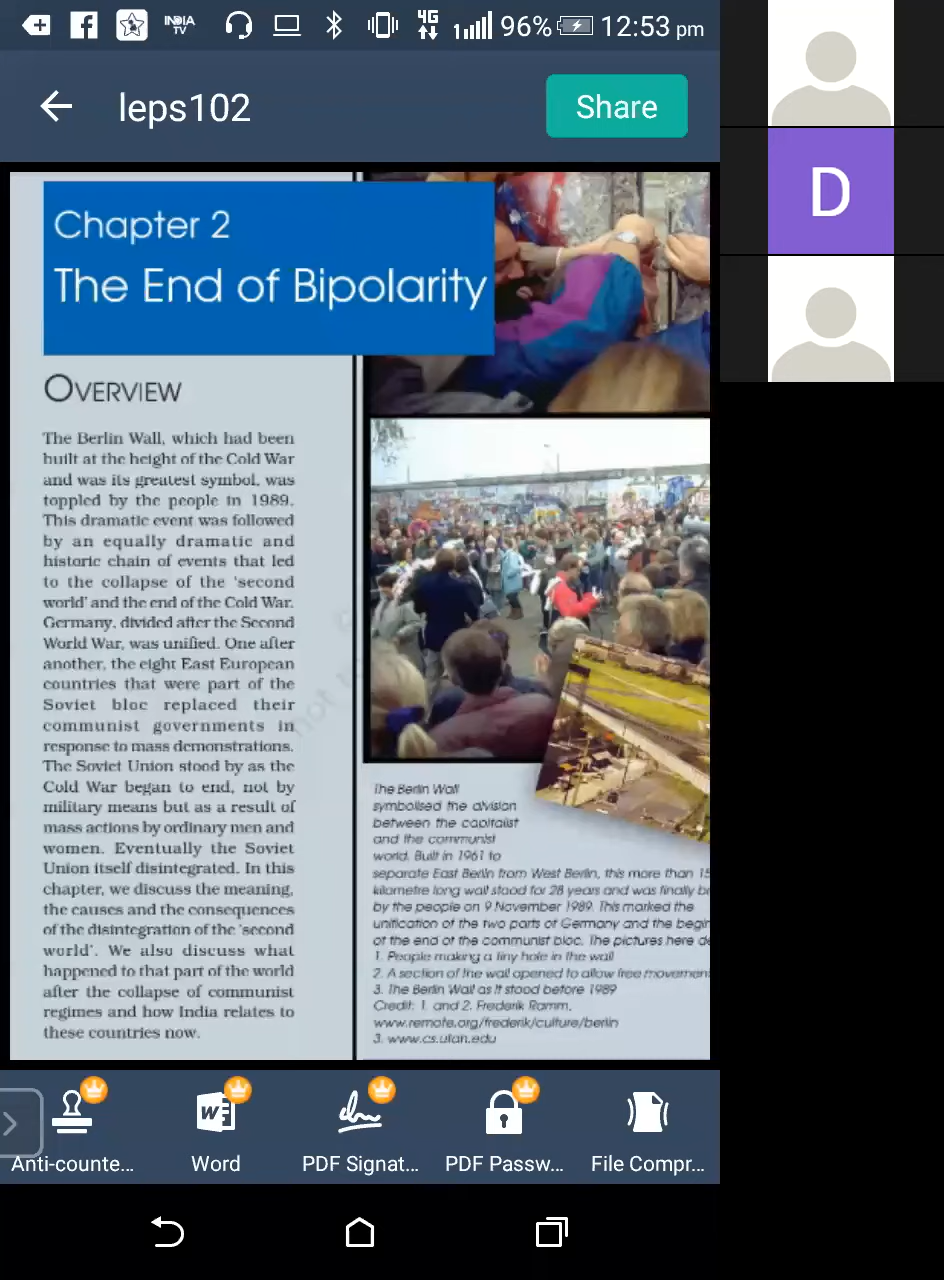 INDIA
TV
4G
96%
12:53 pm
leps102
Share
D
Chapter 2
The End of Bipolarity
OVERVIEW
The Berlin Wall, which had been
built at the height of the Cold War
and was its greatest symbol, was
toppled by the people in 1989.
This dramatic event was followed
by an equally dramatic and
historic chain of events that led
to the collapse of the 'second
world' and the end of the Cold War.
Germany, divided after the Second
World War, was unified. One after
another, the eight East European
countries that were part of the
Soviet bloc replaced their
communist governments in
response to mass demonstrations.
The Soviet Union stood by as the
Cold War began to end, not by
military means but as a result of
mass actions by ordinary men and
women. Eventually the Soviet
Union itself disintegrated. In this
chapter, we discuss the meaning,
the causes and the consequences
of the disintegration of the 'second
world'. We also discuss what
happened to that part of the world
after the collapse of communist
regimes and how India relates to
these countries now.
The Berlin Wall
symbolised the division
between the capitalist
and the communist
world. Built in 1961 to
separate East Berlin from West Berlin, this more than 15
kilometre long wall stood for 28 years and was finally b
by the people on 9 November 1989. This marked the
unification of the two parts of Germany and the begin
of the end of the communist bloc. The pictures here de
1. People making a tiny hole in the wall
2. A section of the wall opened to allow free movemen
3. The Berlin Wall as it stood before 1989
Credit: 1. and 2. Frederik Ramm,
www.remote.org/frederik/culture/berlin
3. www.cs.utah.edu
Anti-counte...
Word
PDF Signat...
PDF Passw...
File Compr...